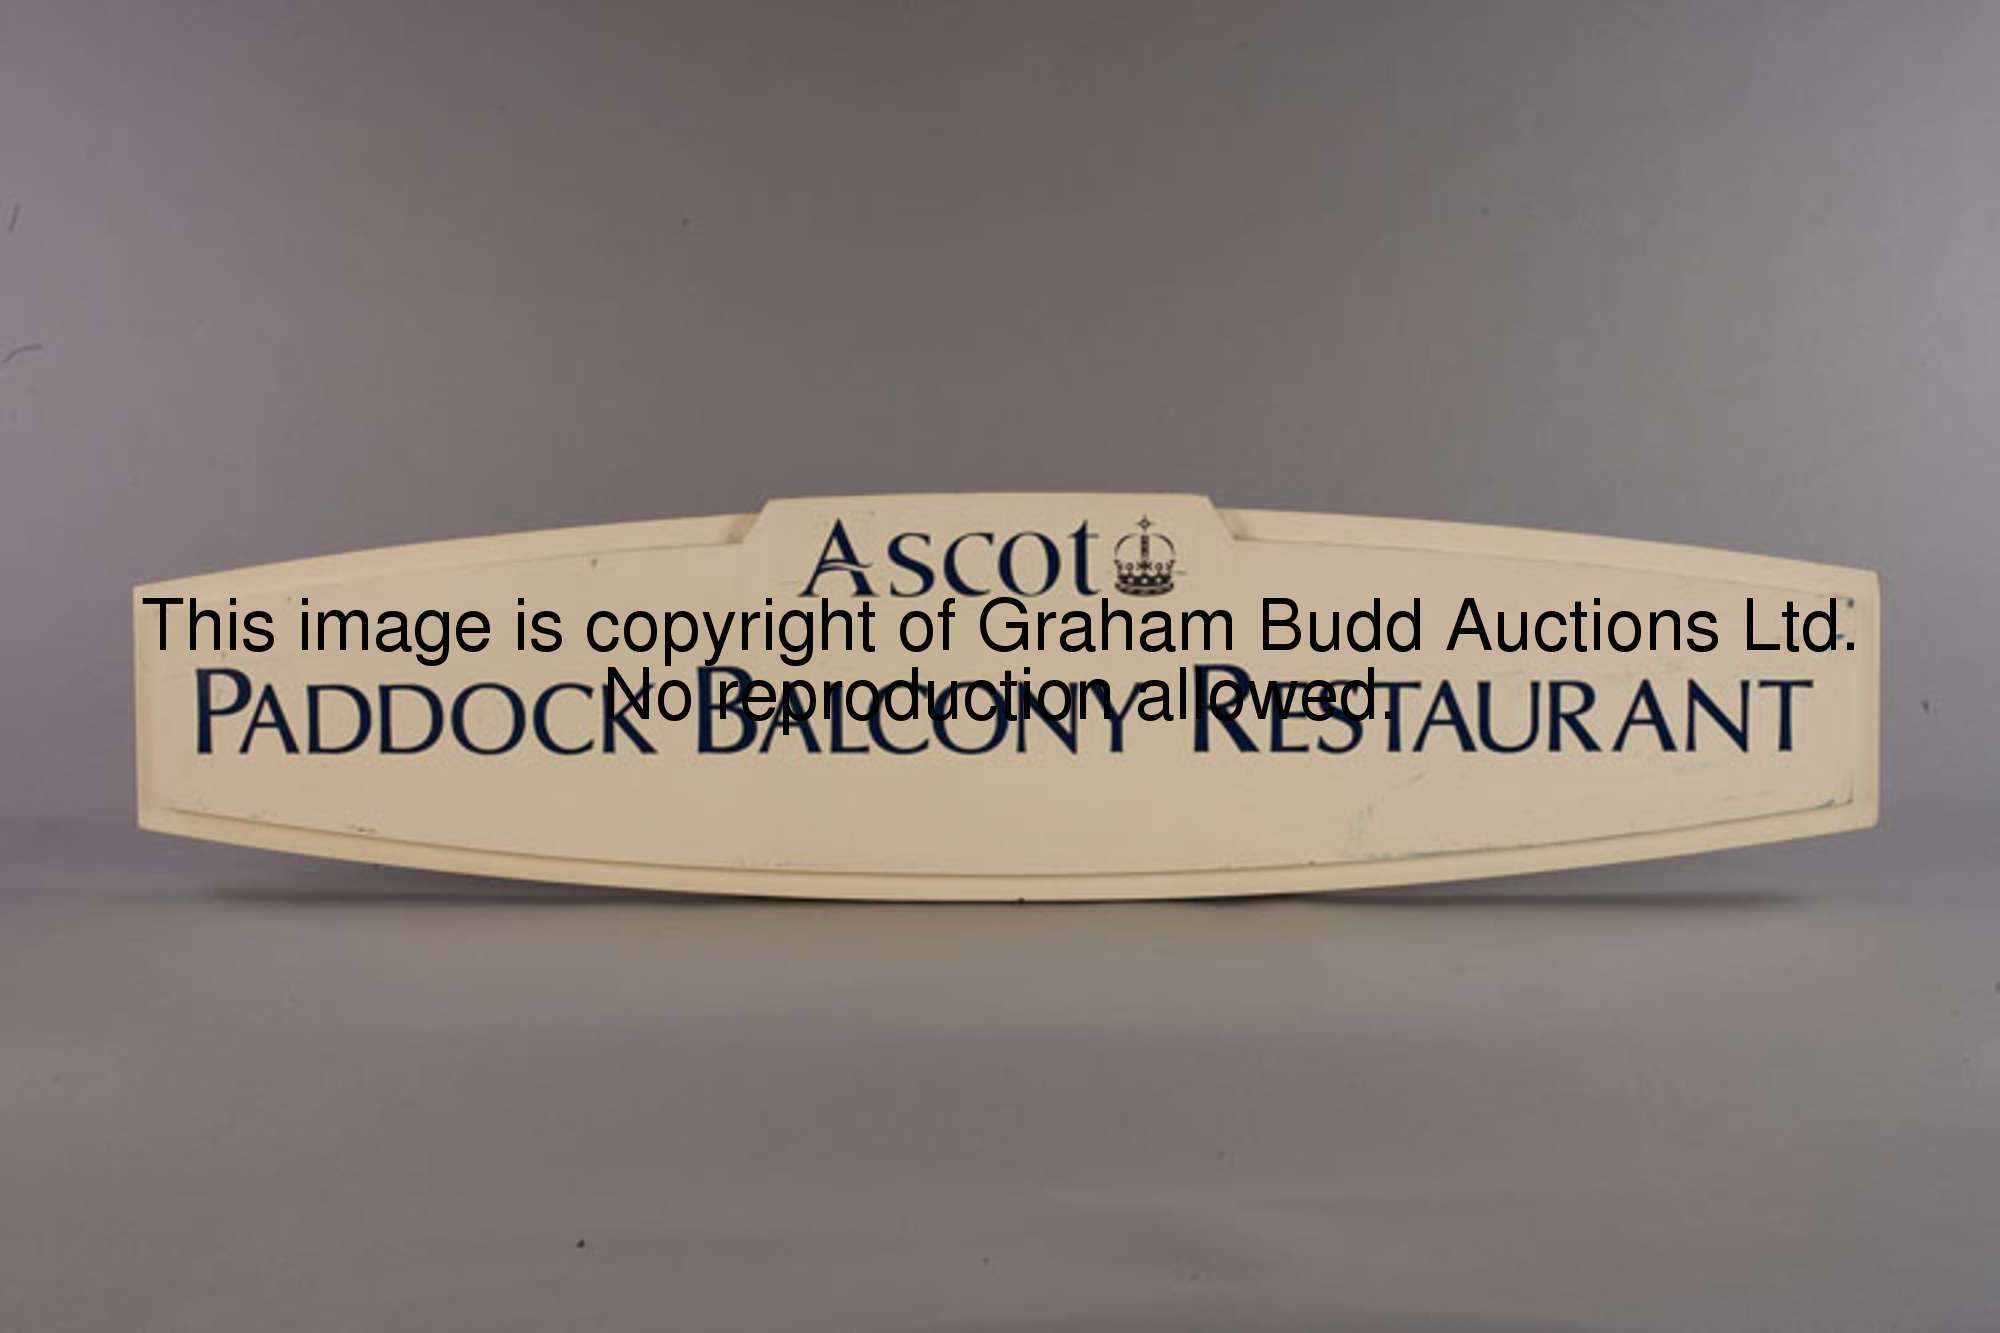 Ascot
This image is copyright of Graham Budd Auctions Ltd.
No reproduction allowed.
PADDOCK BALCONY RESTAURANT